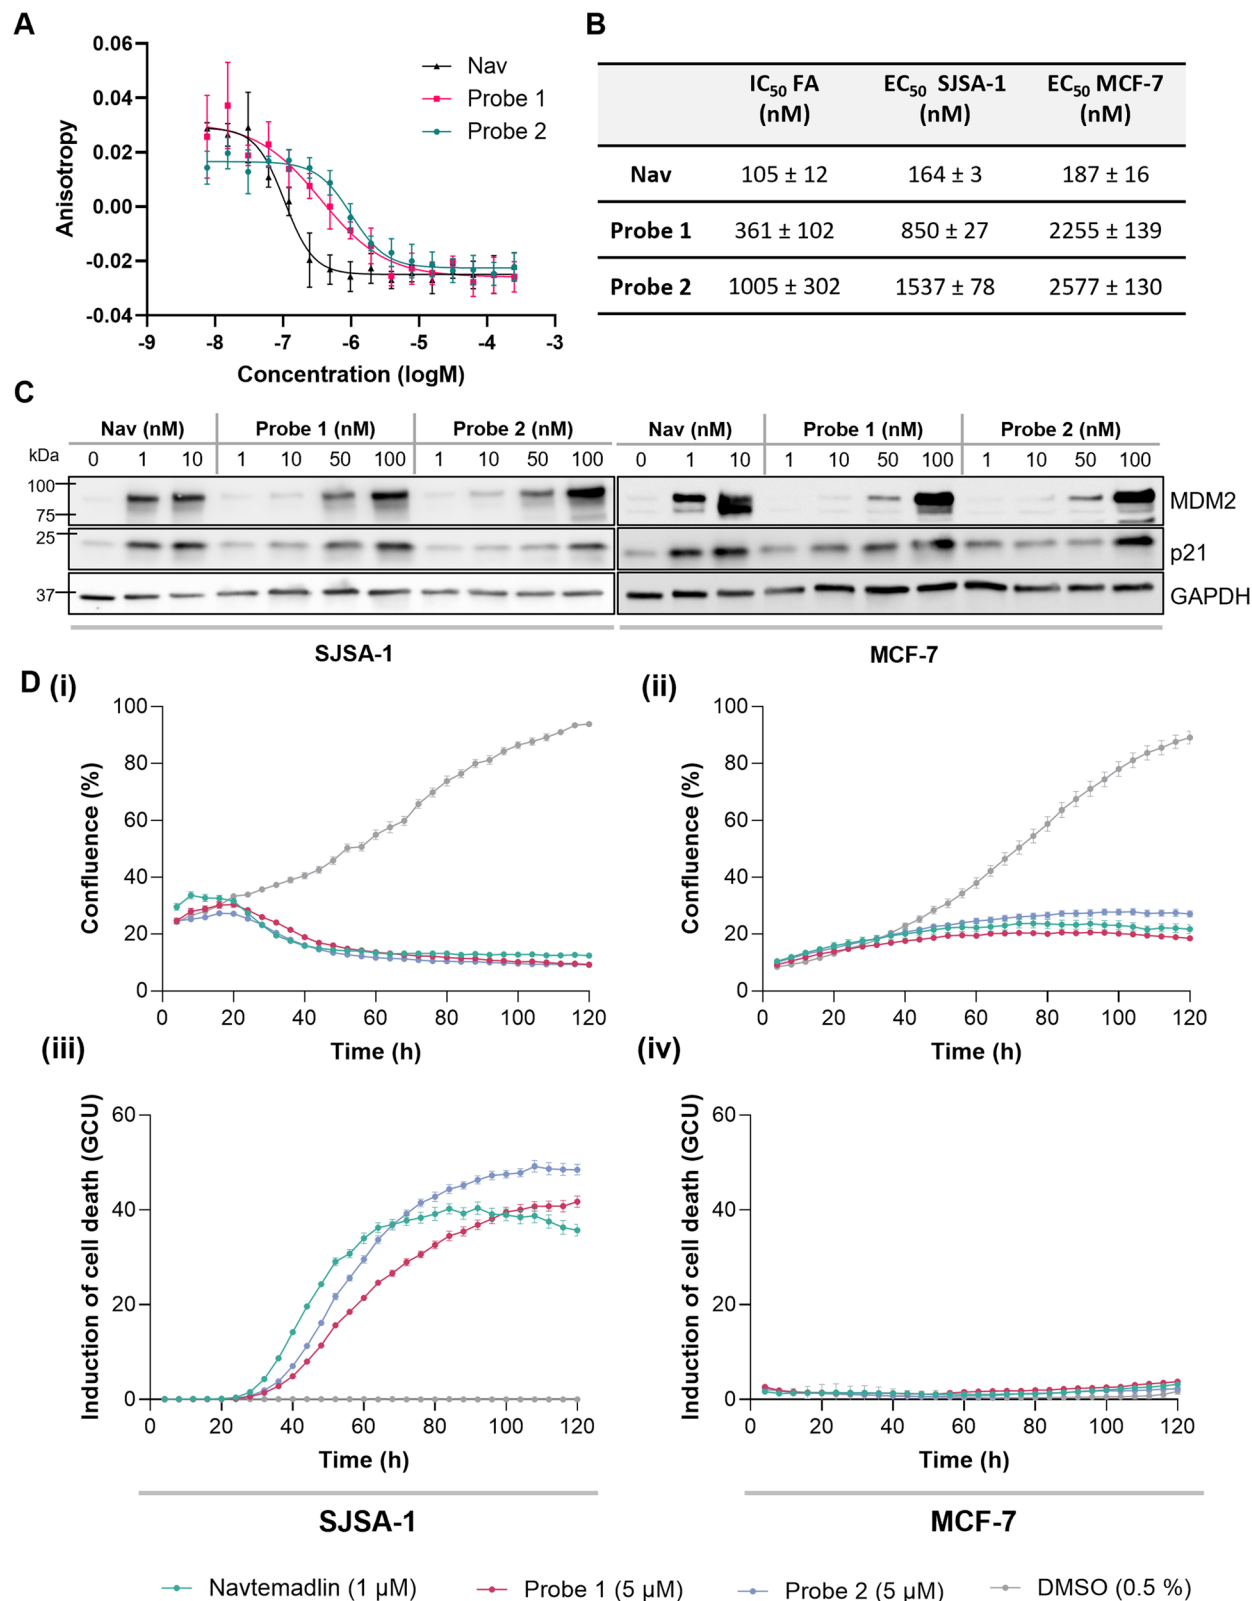 A
0.06
0.04
0.02
0.00
-0.02
-0.04
Anisotropy
-9 -8 -7 -6 -5 -4 -3
Concentration (logM)
Nav
Probe 1
Probe 2
B
IC50 FA (nM) EC50 SJSA-1 (nM) EC50 MCF-7 (nM)
Nav 105 ± 12 164 ± 3 187 ± 16
Probe 1 361 ± 102 850 ± 27 2255 ± 139
Probe 2 1005 ± 302 1537 ± 78 2577 ± 130
C
Nav (nM) Probe 1 (nM) Probe 2 (nM) Nav (nM) Probe 1 (nM) Probe 2 (nM)
kDa 0 1 10 1 10 50 100 1 10 50 100 0 1 10 1 10 50 100 1 10 50 100
100
75
MDM2
25
p21
37
GAPDH
SJSA-1 MCF-7
D (i)
100
80
60
40
20
0
Confluence (%)
0 20 40 60 80 100 120
Time (h)
(ii)
100
80
60
40
20
0
Confluence (%)
0 20 40 60 80 100 120
Time (h)
(iii)
60
40
20
0
Induction of cell death (GCU)
0 20 40 60 80 100 120
Time (h)
SJSA-1
(iv)
60
40
20
0
Induction of cell death (GCU)
0 20 40 60 80 100 120
Time (h)
MCF-7
Navtemadlin (1 µM) Probe 1 (5 µM) Probe 2 (5 µM) DMSO (0.5 %)